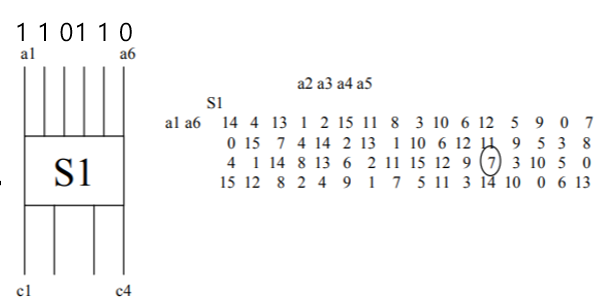 1 1 01 1 0
a1 a6
a2 a3 a4 a5
S1
a1 a6 14 4 13 1 2 15 11 8 3 10 6 12 5 9 0 7
0 15 7 4 14 2 13 1 10 6 12 11 9 5 3 8
4 1 14 8 13 6 2 11 15 12 9 7 3 10 5 0
15 12 8 2 4 9 1 7 5 11 3 14 10 0 6 13
S1
c1 c4